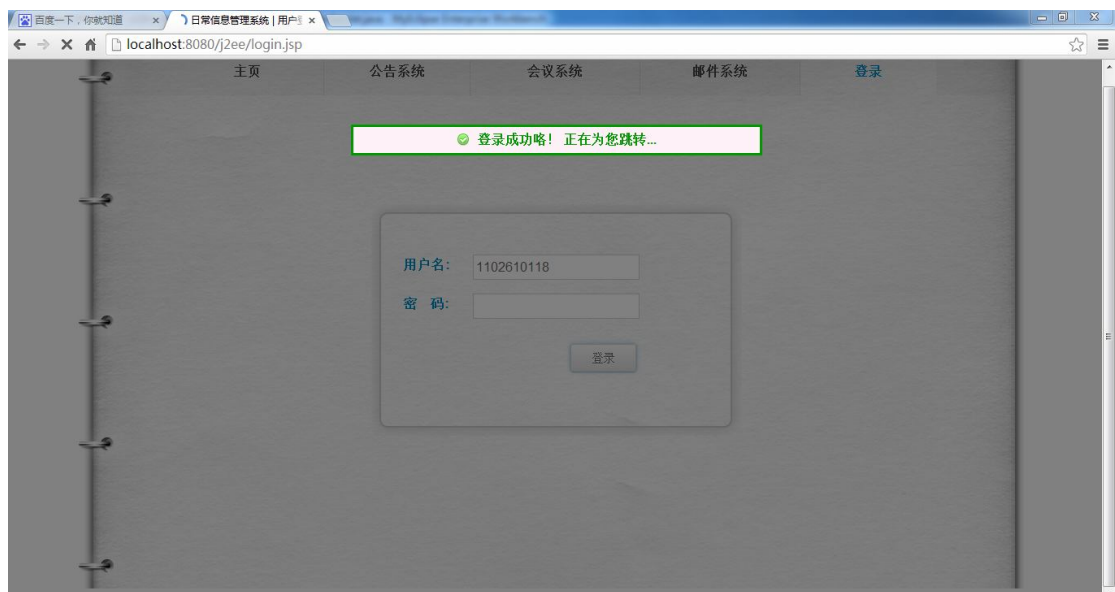 百度一下，你就知道
日常信息管理系统 | 用户
localhost:8080/j2ee/login.jsp
主页 公告系统 会议系统 邮件系统 登录
登录成功咯！ 正在为您跳转...
用户名: 1102610118
密 码:
登录